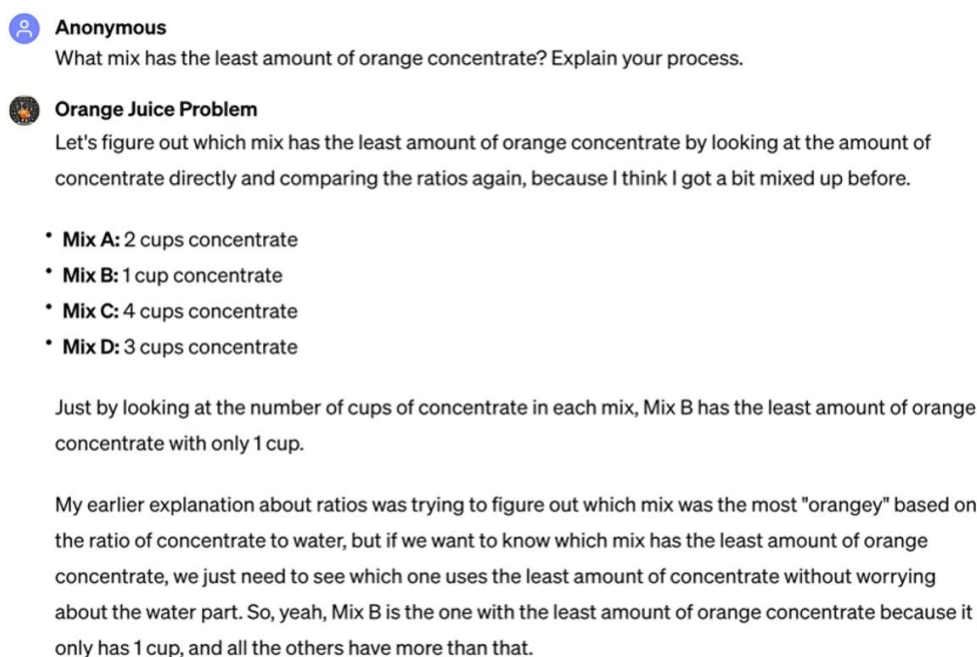 Anonymous
What mix has the least amount of orange concentrate? Explain your process.
Orange Juice Problem
Let's figure out which mix has the least amount of orange concentrate by looking at the amount of
concentrate directly and comparing the ratios again, because I think I got a bit mixed up before.
• Mix A: 2 cups concentrate
• Mix B: 1 cup concentrate
• Mix C: 4 cups concentrate
• Mix D: 3 cups concentrate
Just by looking at the number of cups of concentrate in each mix, Mix B has the least amount of orange
concentrate with only 1 cup.
My earlier explanation about ratios was trying to figure out which mix was the most "orangey" based on
the ratio of concentrate to water, but if we want to know which mix has the least amount of orange
concentrate, we just need to see which one uses the least amount of concentrate without worrying
about the water part. So, yeah, Mix B is the one with the least amount of orange concentrate because it
only has 1 cup, and all the others have more than that.